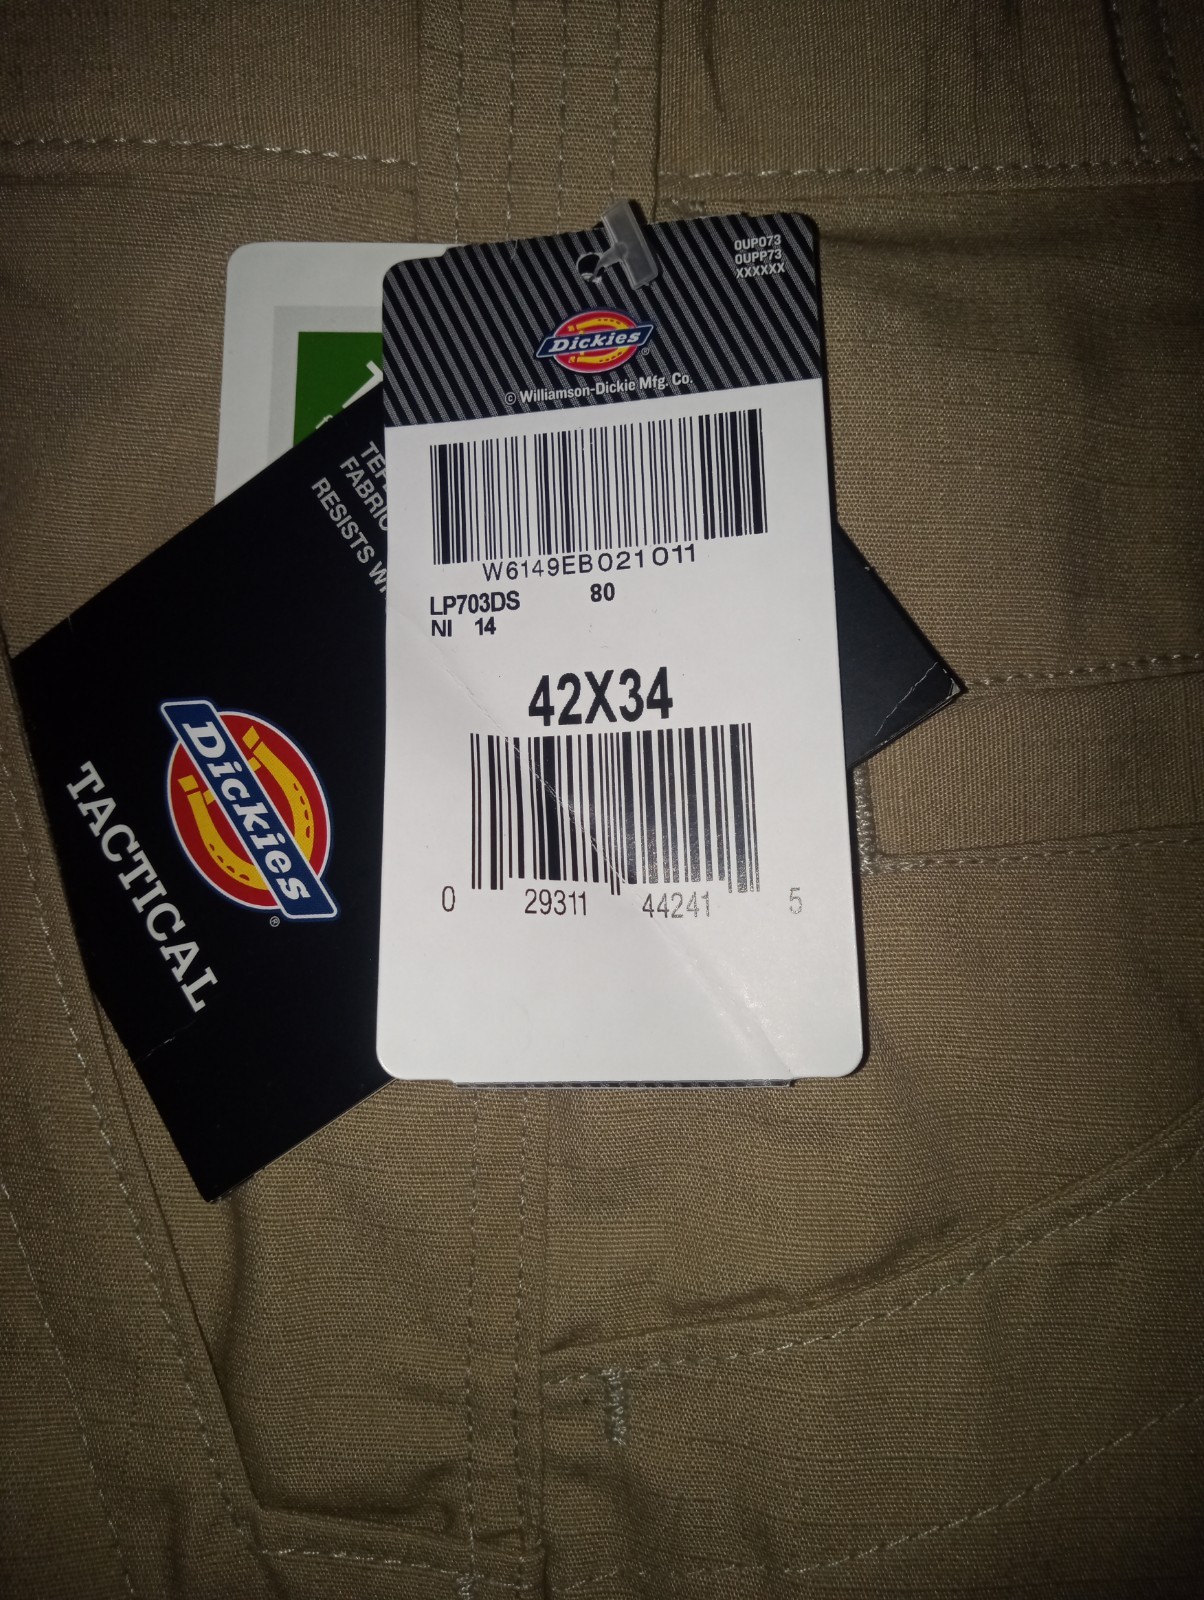 0UP073
0UPP73
XXXXXX
Dickies
®
© Williamson-Dickie Mfg. Co.
W6149EB021011
LP703DS 80
NI 14
42X34
0 29311 44241 5
FABRIC
RESISTS
Dickies
®
TACTICAL